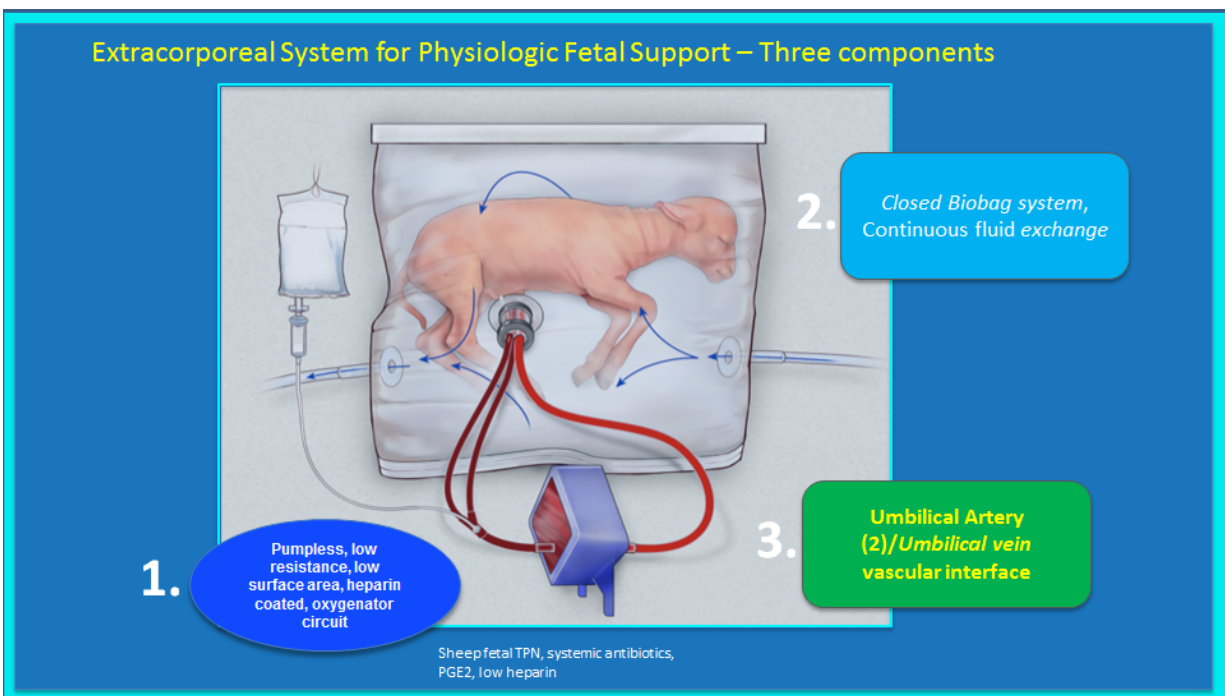 Extracorporeal System for Physiologic Fetal Support – Three components
2.
Closed Biobag system,
Continuous fluid exchange
3.
Umbilical Artery
(2)/Umbilical vein
vascular interface
1.
Pumpless, low
resistance, low
surface area, heparin
coated, oxygenator
circuit
Sheep fetal TPN, systemic antibiotics,
PGE2, low heparin